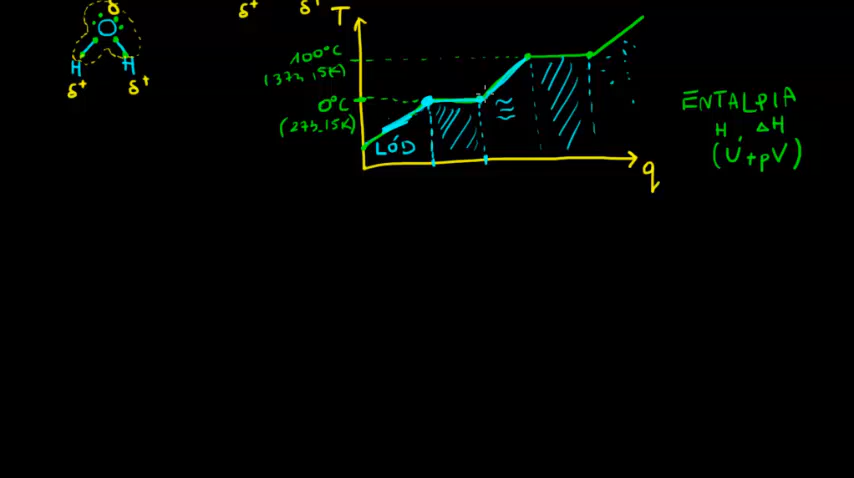 δ
O
H H
δ+ δ+
δ+ δ+
T
100°C
(373,15K)
0°C
(273,15K)
LÓD
q
ENTALPIA
H, ΔH
(U+pV)